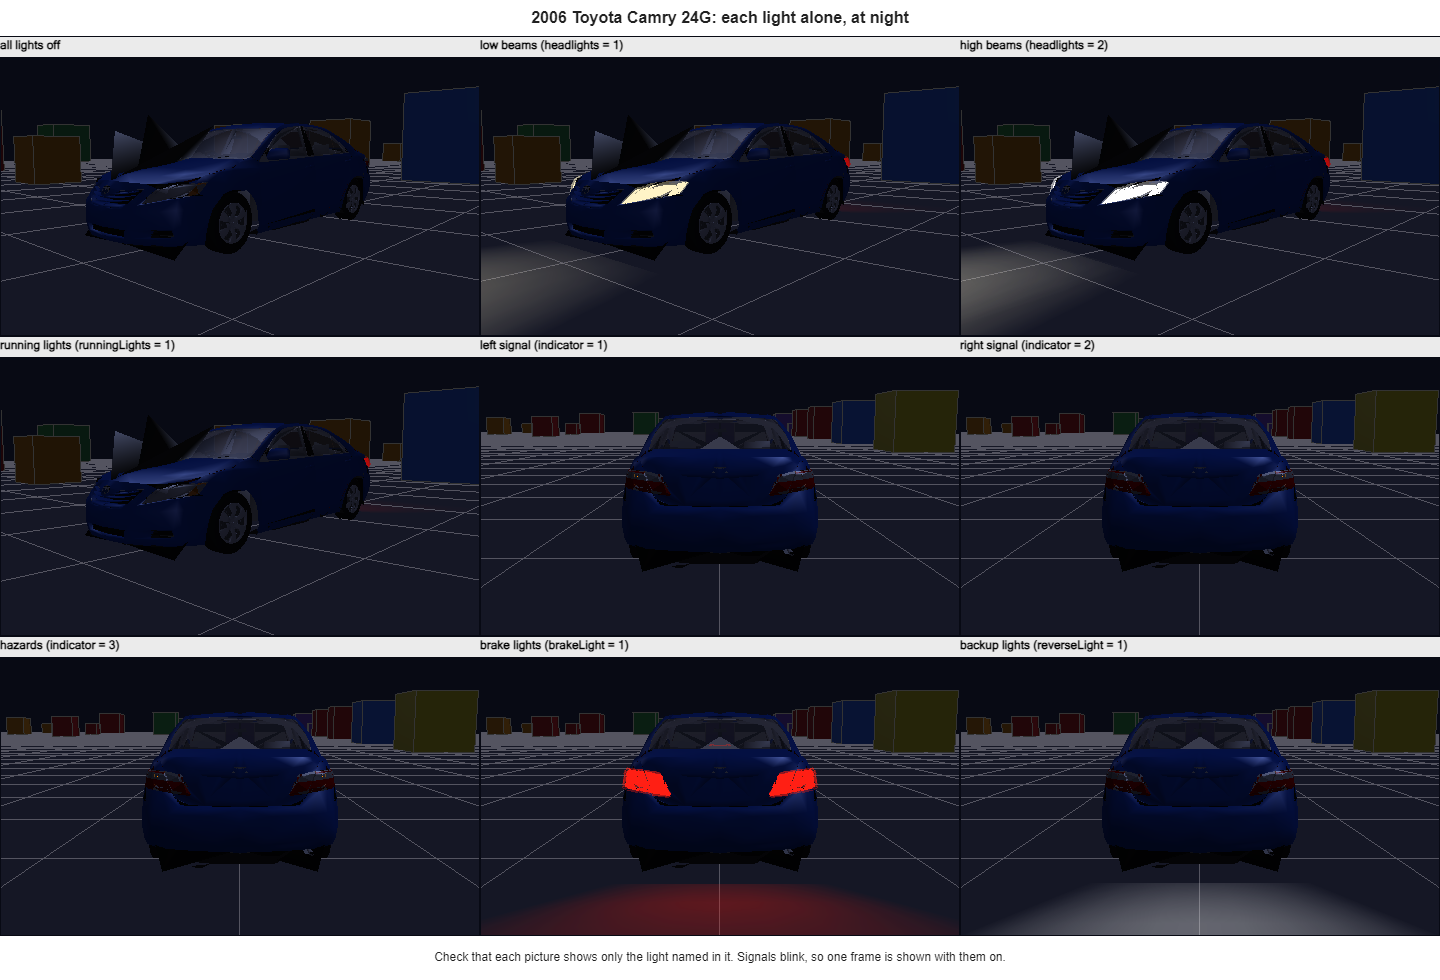 2006 Toyota Camry 24G: each light alone, at night
all lights off
low beams (headlights = 1)
high beams (headlights = 2)
running lights (runningLights = 1)
left signal (indicator = 1)
right signal (indicator = 2)
hazards (indicator = 3)
brake lights (brakeLight = 1)
backup lights (reverseLight = 1)
Check that each picture shows only the light named in it. Signals blink, so one frame is shown with them on.